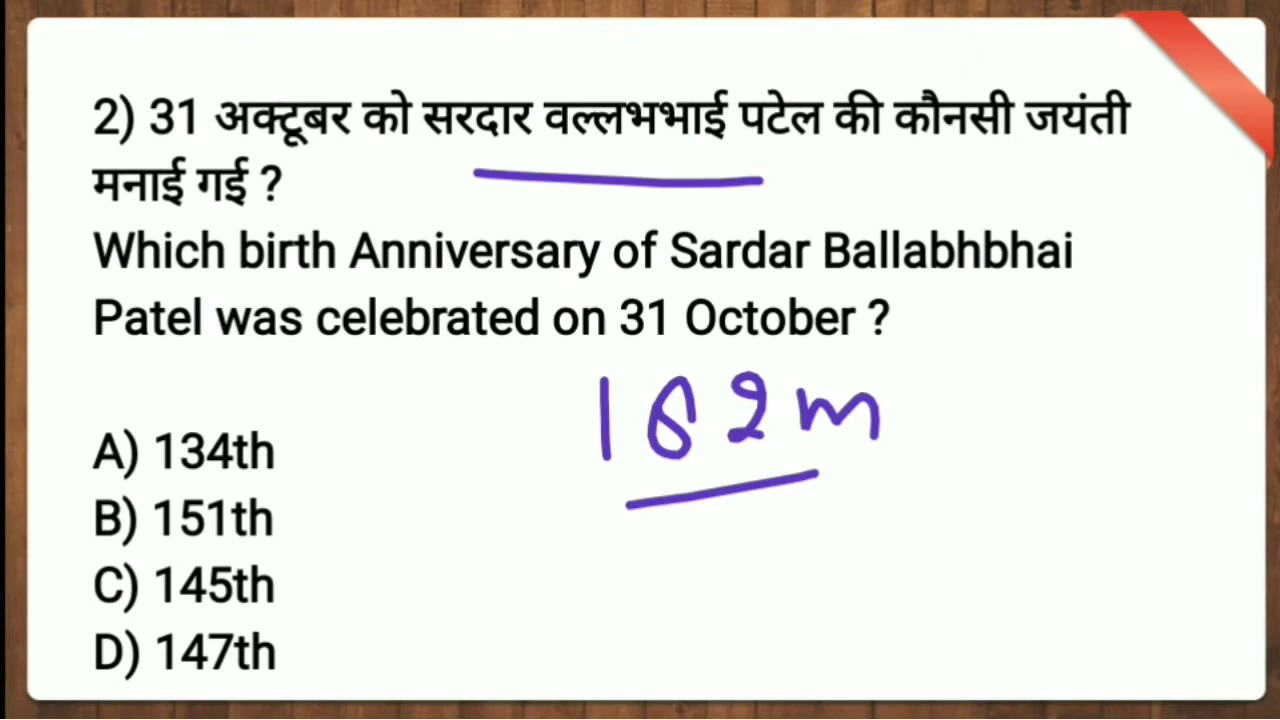 2) 31 अक्टूबर को सरदार वल्लभभाई पटेल की कौनसी जयंती
मनाई गई ?
Which birth Anniversary of Sardar Ballabhbhai
Patel was celebrated on 31 October ?
182m
A) 134th
B) 151th
C) 145th
D) 147th